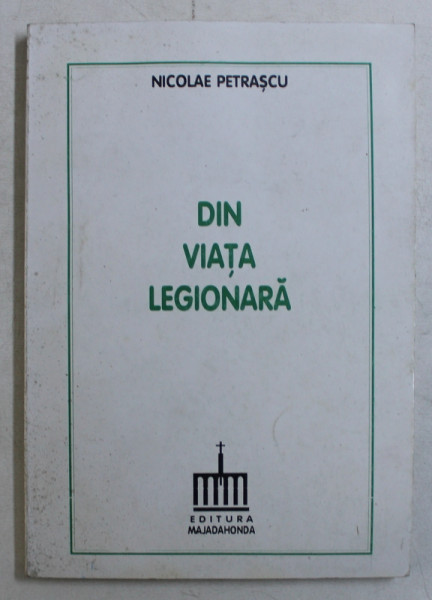 NICOLAE PETRAȘCU
DIN
VIAȚA
LEGIONARĂ
EDITURA
MAJADAHONDA